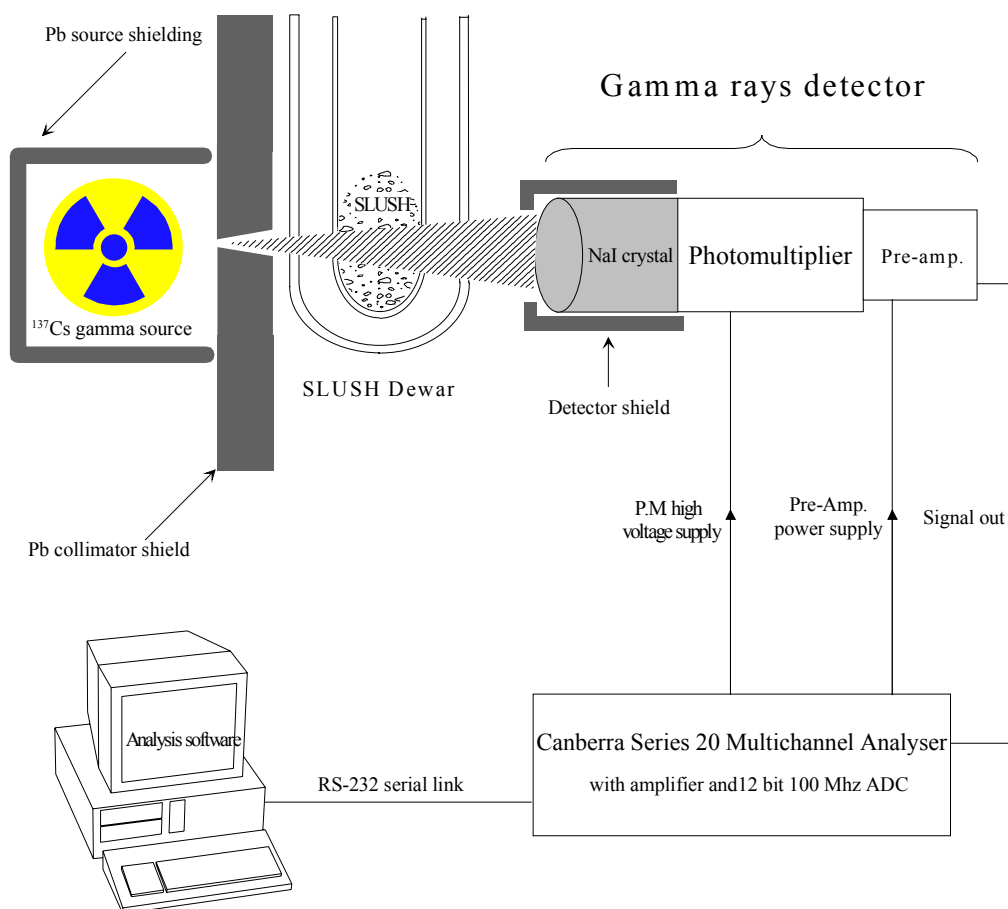 Pb source shielding
Gamma rays detector
SLUSH
NaI crystal
Photomultiplier
Pre-amp.
137Cs gamma source
SLUSH Dewar
Detector shield
Pb collimator shield
P.M. high
voltage supply
Pre-Amp.
power supply
Signal out
Analysis software
RS-232 serial link
Canberra Series 20 Multichannel Analyser
with amplifier and12 bit 100 Mhz ADC